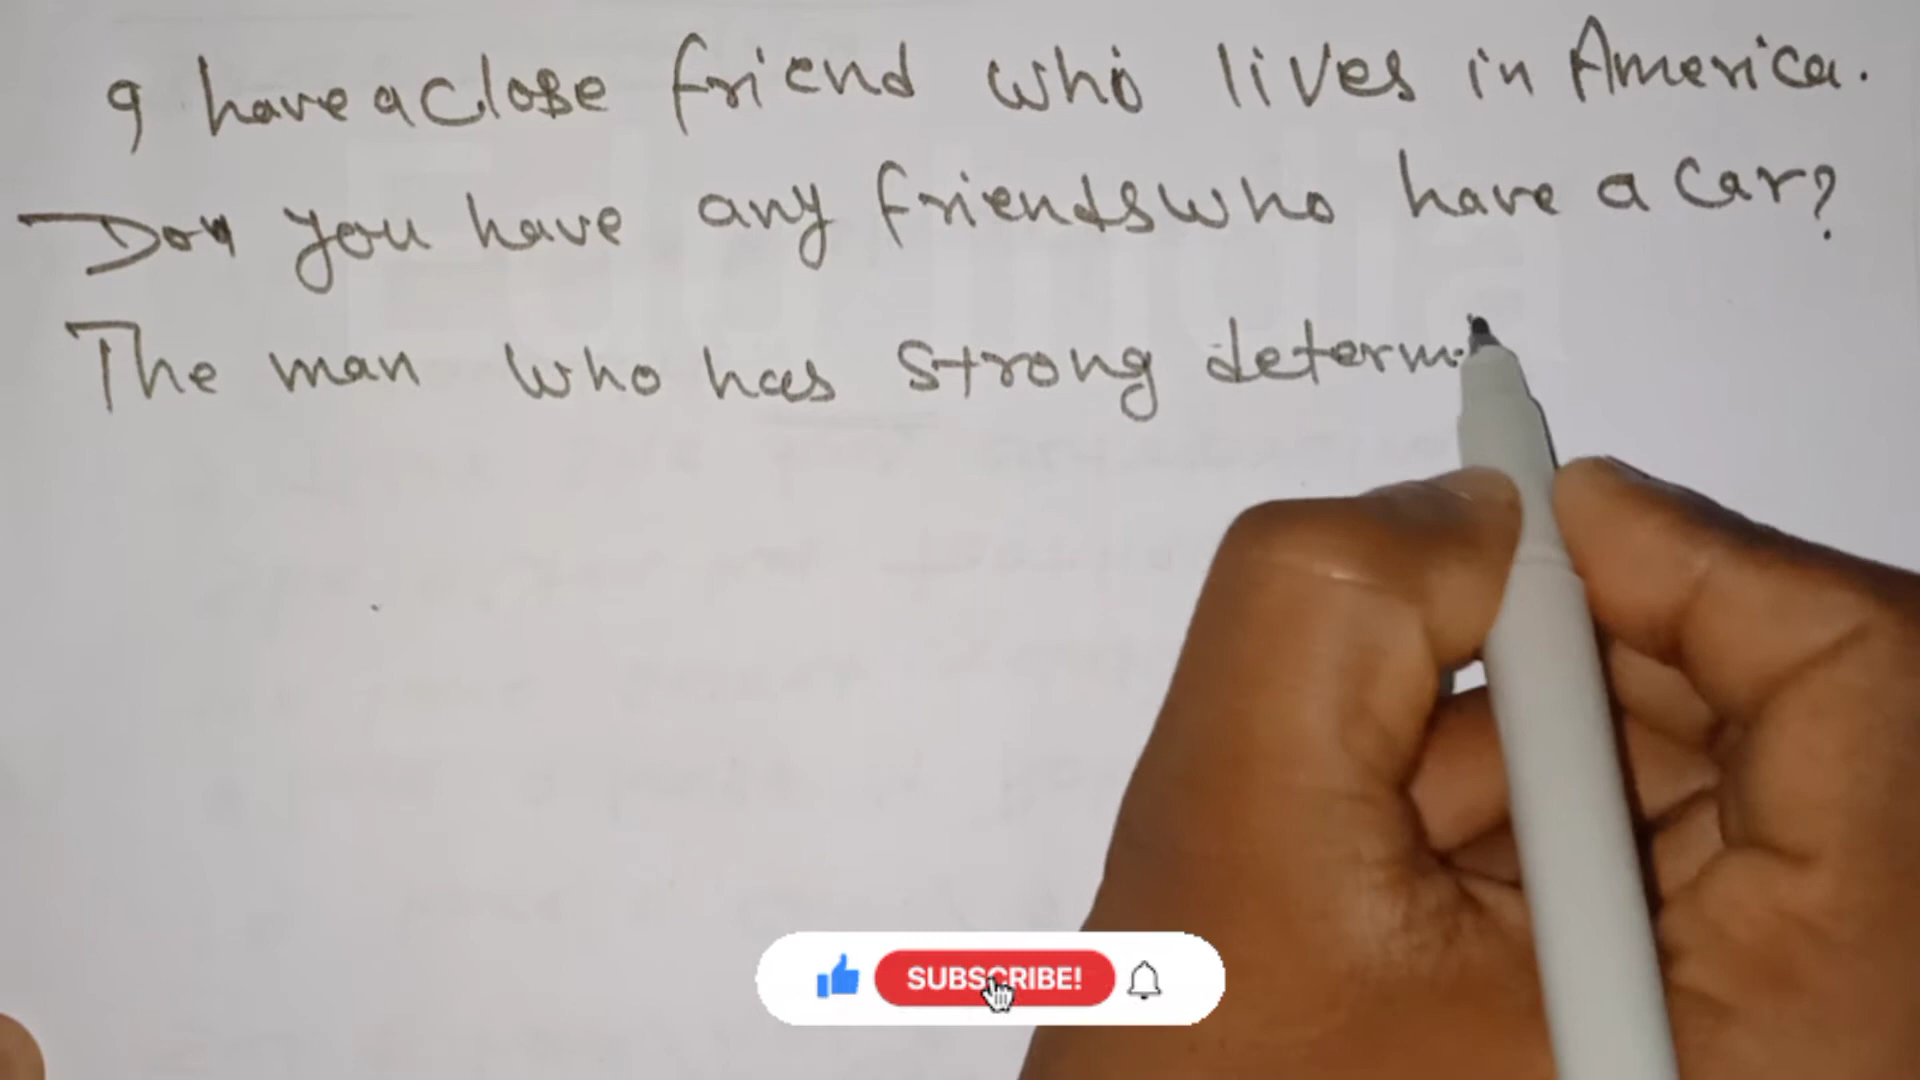 I have a close friend who lives in America.
Do you have any friends who have a car?
The man who has strong determi
SUBSCRIBE!